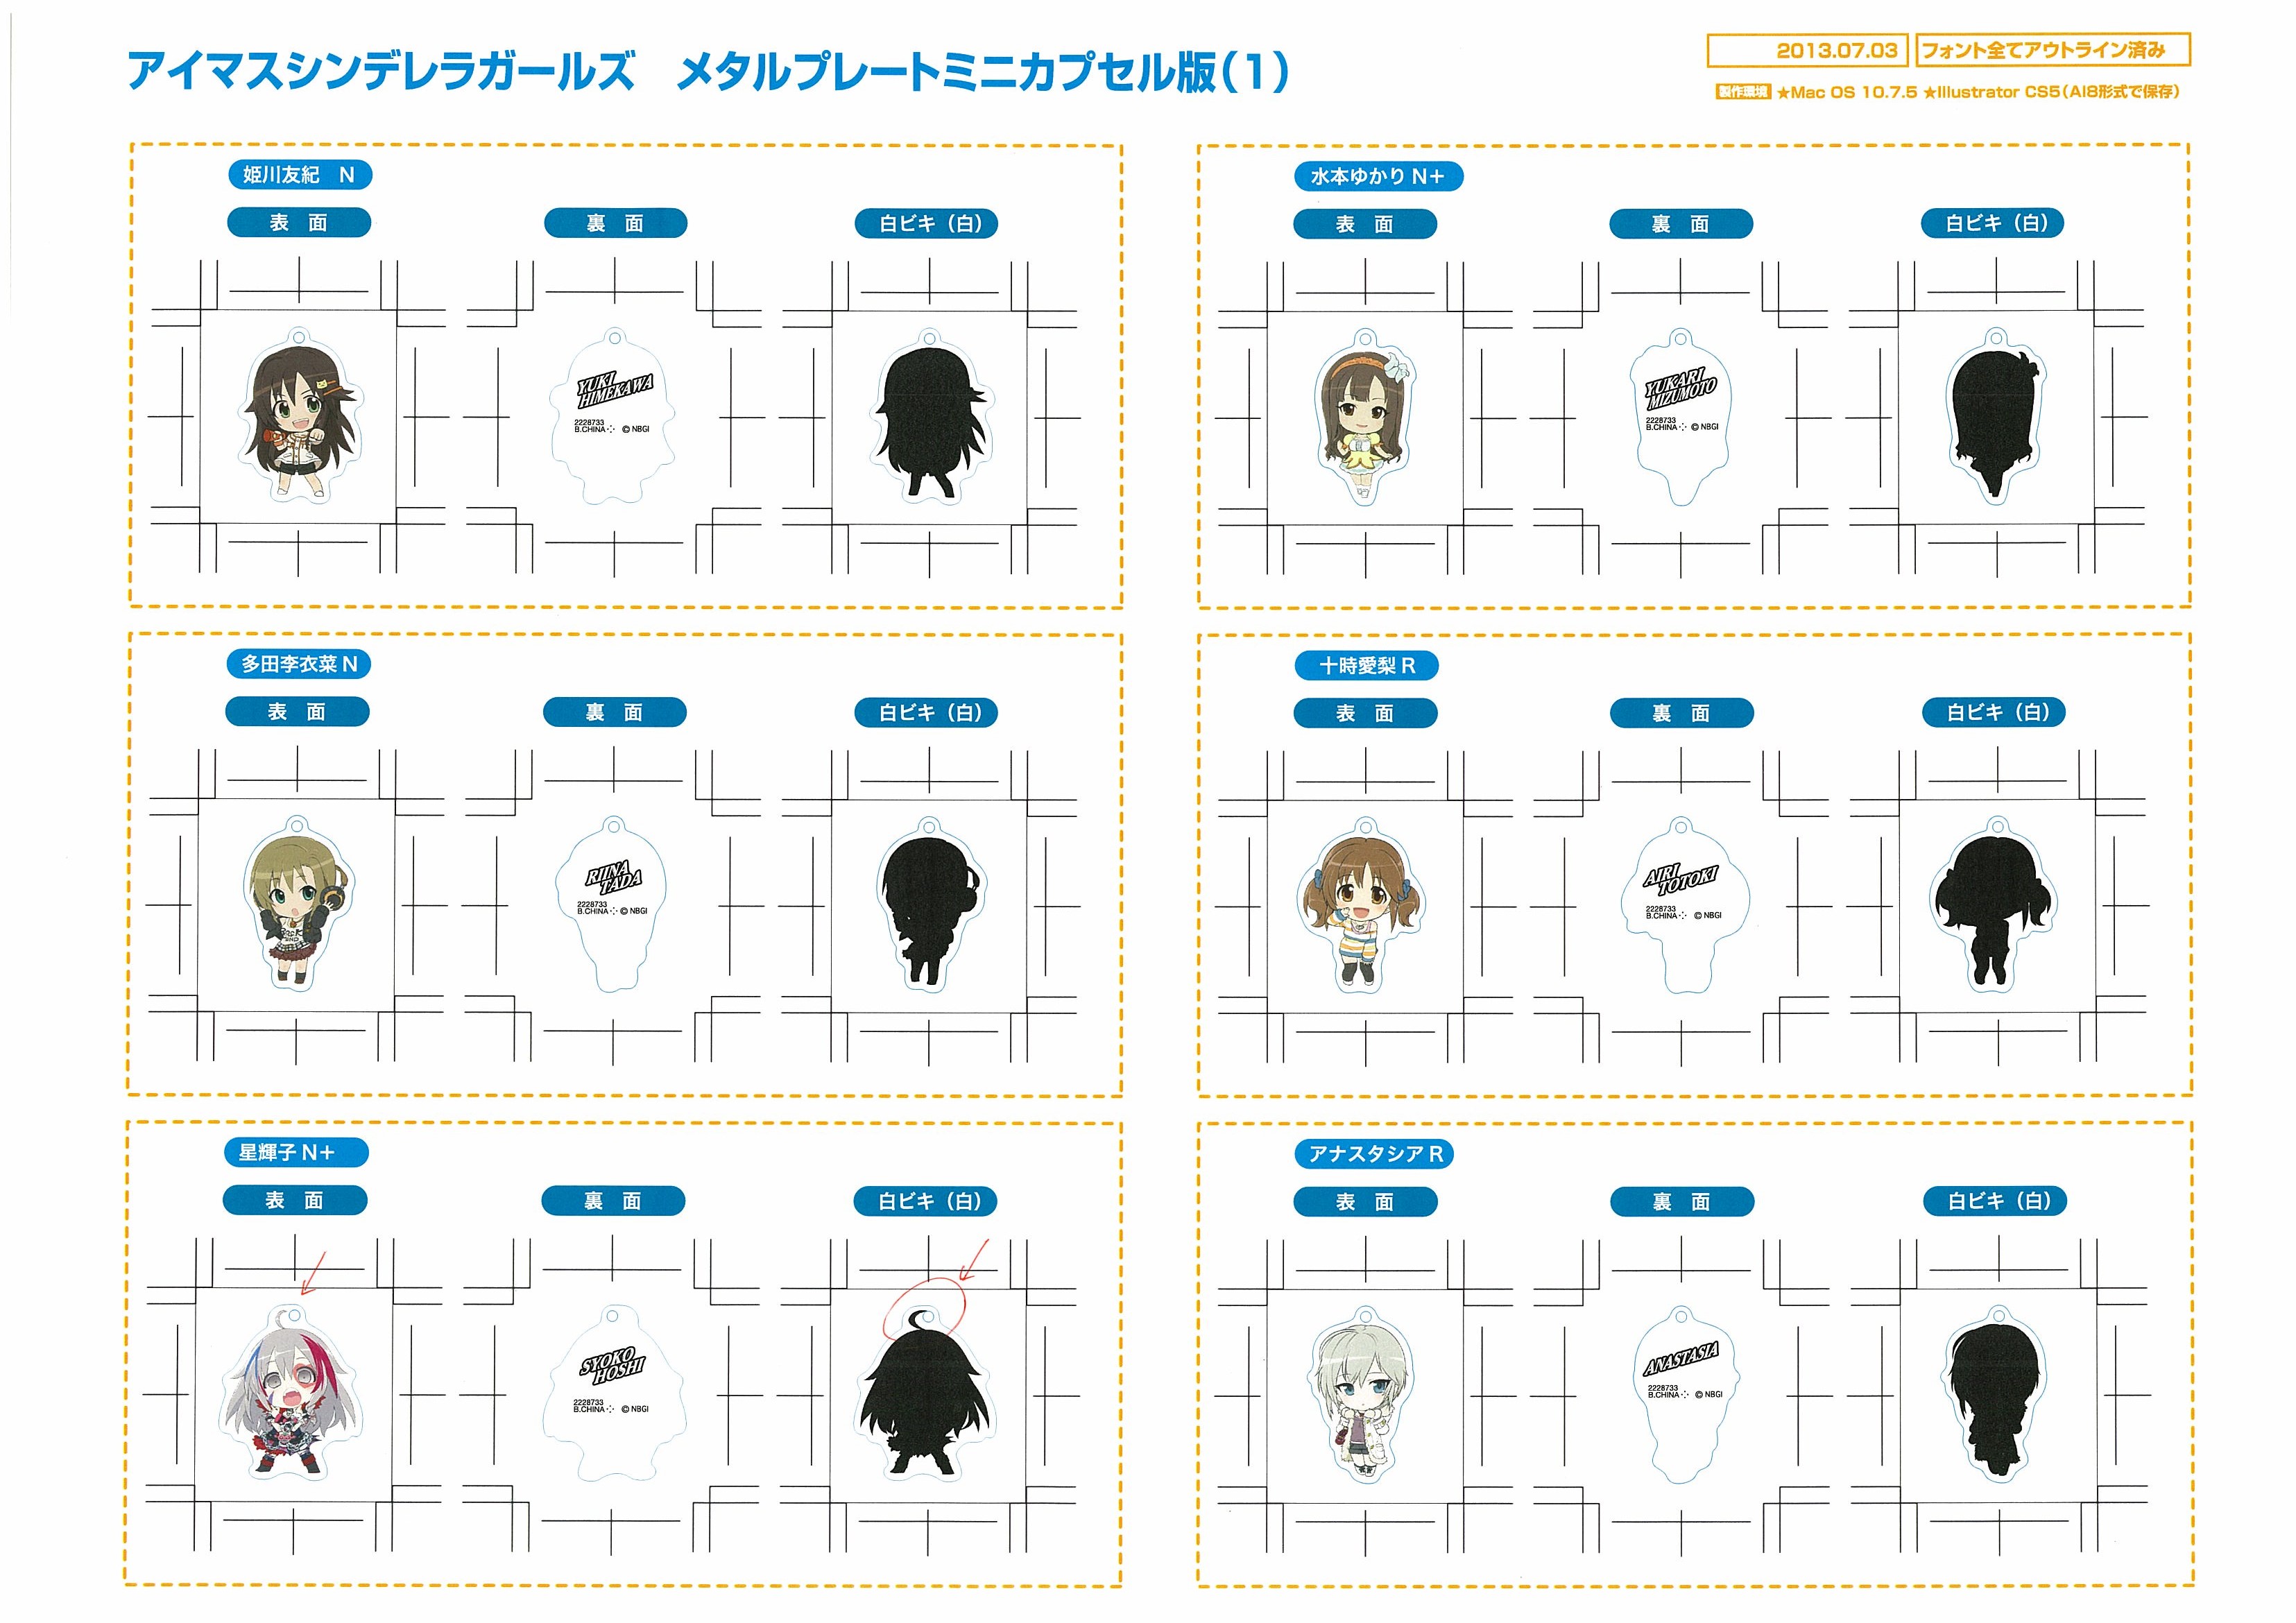 アイマスシンデレラガールズ　メタルプレートミニカプセル版(1)
2013.07.03
フォント全てアウトライン済み
製作環境 ★Mac OS 10.7.5 ★Illustrator CS5(AI8形式で保存)
姫川友紀　N
表　面
裏　面
白ビキ（白）
YUKI
HIMEKAWA
2228733
B.CHINA ⁘ © NBGI
水本ゆかり N+
表　面
裏　面
白ビキ（白）
YUKARI
MIZUMOTO
2228733
B.CHINA ⁘ © NBGI
多田李衣菜 N
表　面
裏　面
白ビキ（白）
RIINA
TADA
2228733
B.CHINA ⁘ © NBGI
十時愛梨 R
表　面
裏　面
白ビキ（白）
AIRI
TOTOKI
2228733
B.CHINA ⁘ © NBGI
星輝子 N+
表　面
裏　面
白ビキ（白）
SYOKO
HOSHI
2228733
B.CHINA ⁘ © NBGI
アナスタシア R
表　面
裏　面
白ビキ（白）
ANASTASIA
2228733
B.CHINA ⁘ © NBGI